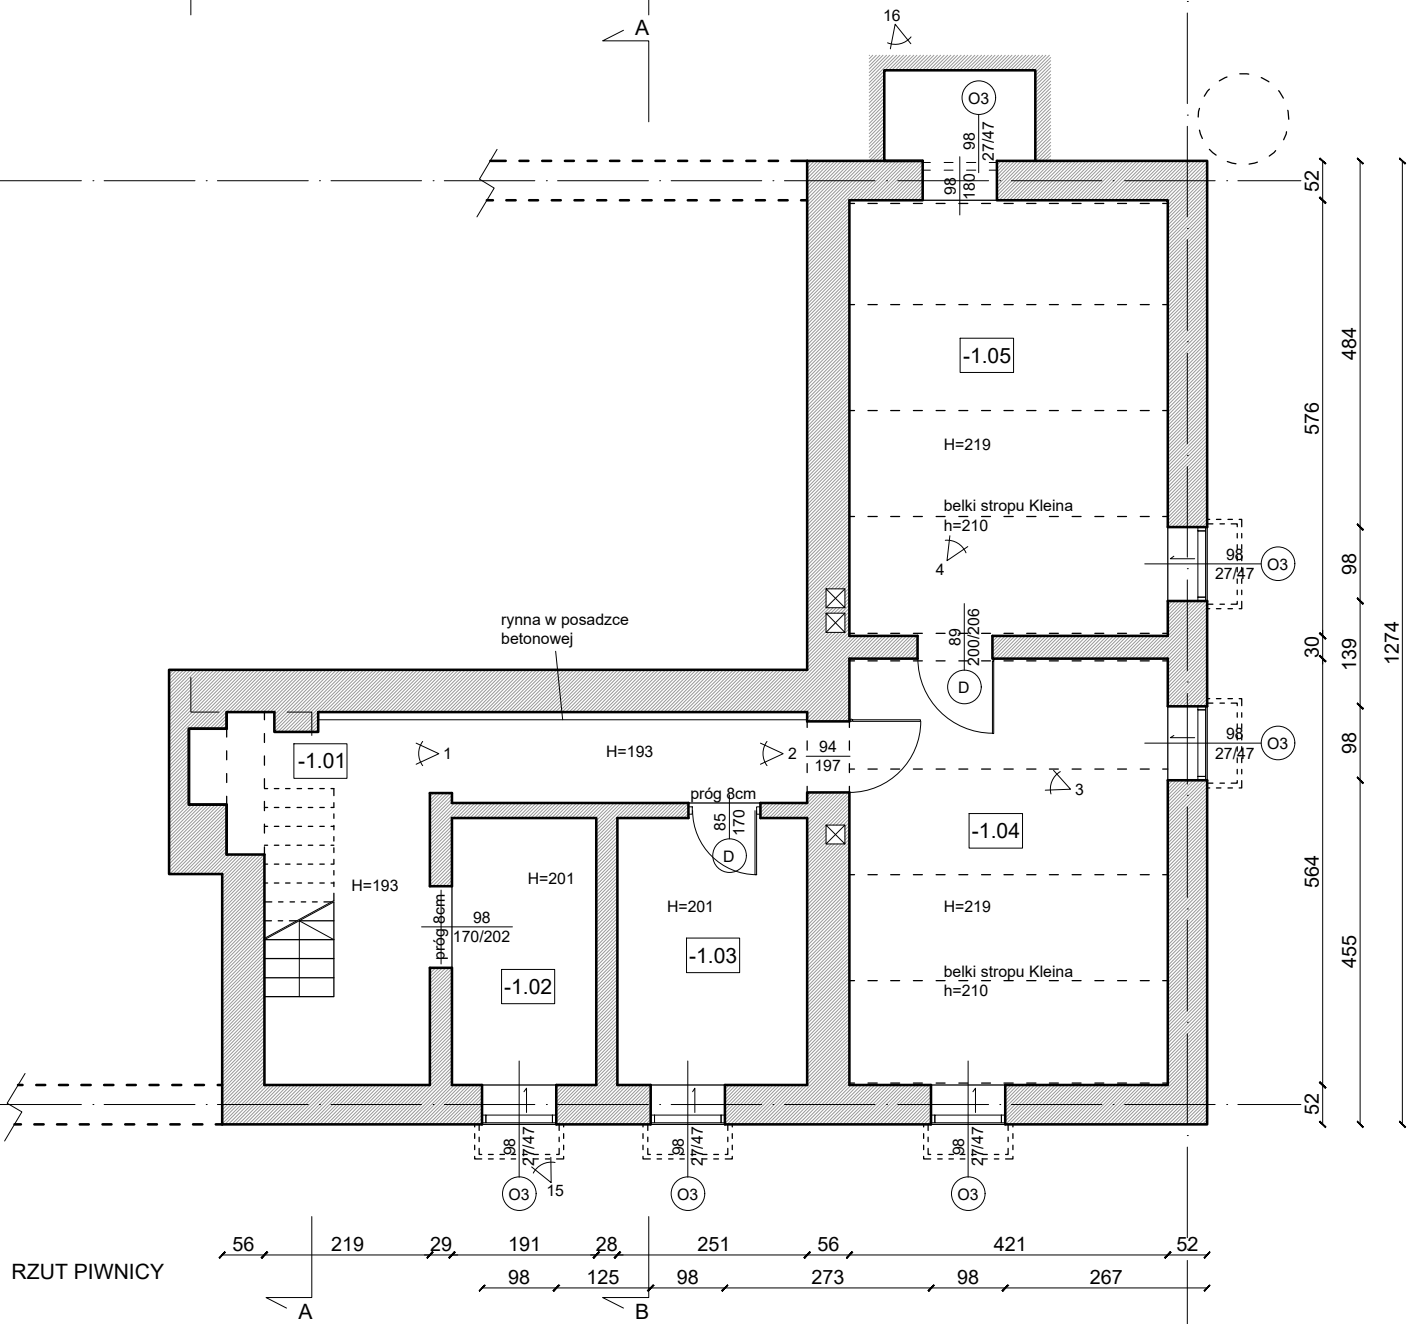 A
16
O3
98
27/47
98
180
52
-1.05
484
576
H=219
belki stropu Kleina
h=210
4
98
27/47
O3
98
rynna w posadzce
betonowej
89
200/206
30
139
1274
D
-1.01
1
H=193
2
94
197
98
27/47
O3
98
próg 8cm
3
85
170
-1.04
D
H=193
H=201
H=201
H=219
564
próg 8cm
98
170/202
-1.03
455
-1.02
belki stropu Kleina
h=210
52
98
27/47
98
27/47
98
27/47
O3
15
O3
O3
56
219
29
191
28
251
56
421
52
RZUT PIWNICY
98
125
98
273
98
267
A
B